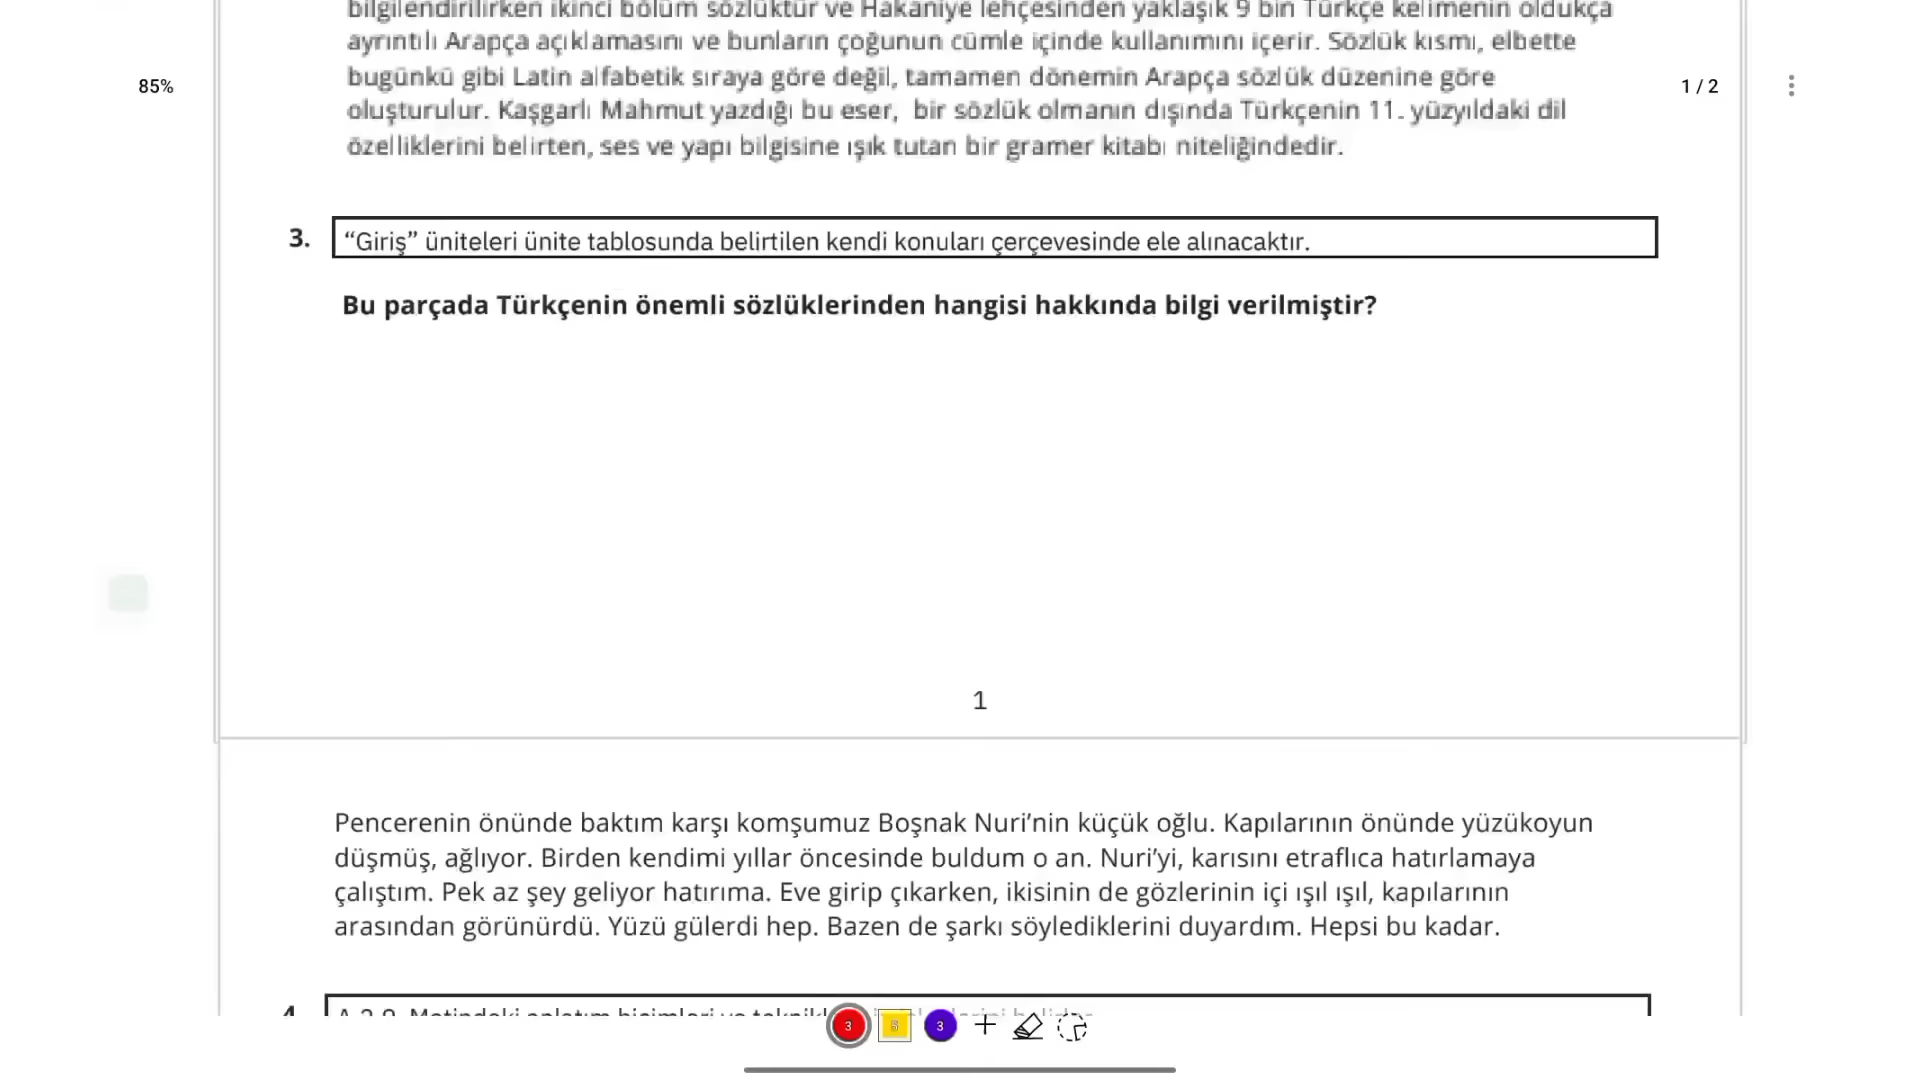 bilgilendirilirken ikinci bölüm sözlüktür ve Hakaniye lehçesinden yaklaşık 9 bin Türkçe kelimenin oldukça
ayrıntılı Arapça açıklamasını ve bunların çoğunun cümle içinde kullanımını içerir. Sözlük kısmı, elbette
85%
bugünkü gibi Latin alfabetik sıraya göre değil, tamamen dönemin Arapça sözlük düzenine göre
1 / 2
oluşturulur. Kaşgarlı Mahmut yazdığı bu eser, bir sözlük olmanın dışında Türkçenin 11. yüzyıldaki dil
özelliklerini belirten, ses ve yapı bilgisine ışık tutan bir gramer kitabı niteliğindedir.
3. “Giriş” üniteleri ünite tablosunda belirtilen kendi konuları çerçevesinde ele alınacaktır.
Bu parçada Türkçenin önemli sözlüklerinden hangisi hakkında bilgi verilmiştir?
1
Pencerenin önünde baktım karşı komşumuz Boşnak Nuri’nin küçük oğlu. Kapılarının önünde yüzükoyun
düşmüş, ağlıyor. Birden kendimi yıllar öncesinde buldum o an. Nuri’yi, karısını etraflıca hatırlamaya
çalıştım. Pek az şey geliyor hatırıma. Eve girip çıkarken, ikisinin de gözlerinin içi ışıl ışıl, kapılarının
arasından görünürdü. Yüzü gülerdi hep. Bazen de şarkı söylediklerini duyardım. Hepsi bu kadar.
4. A.2.9. Metindeki anlatım biçimleri ve
3 5 3